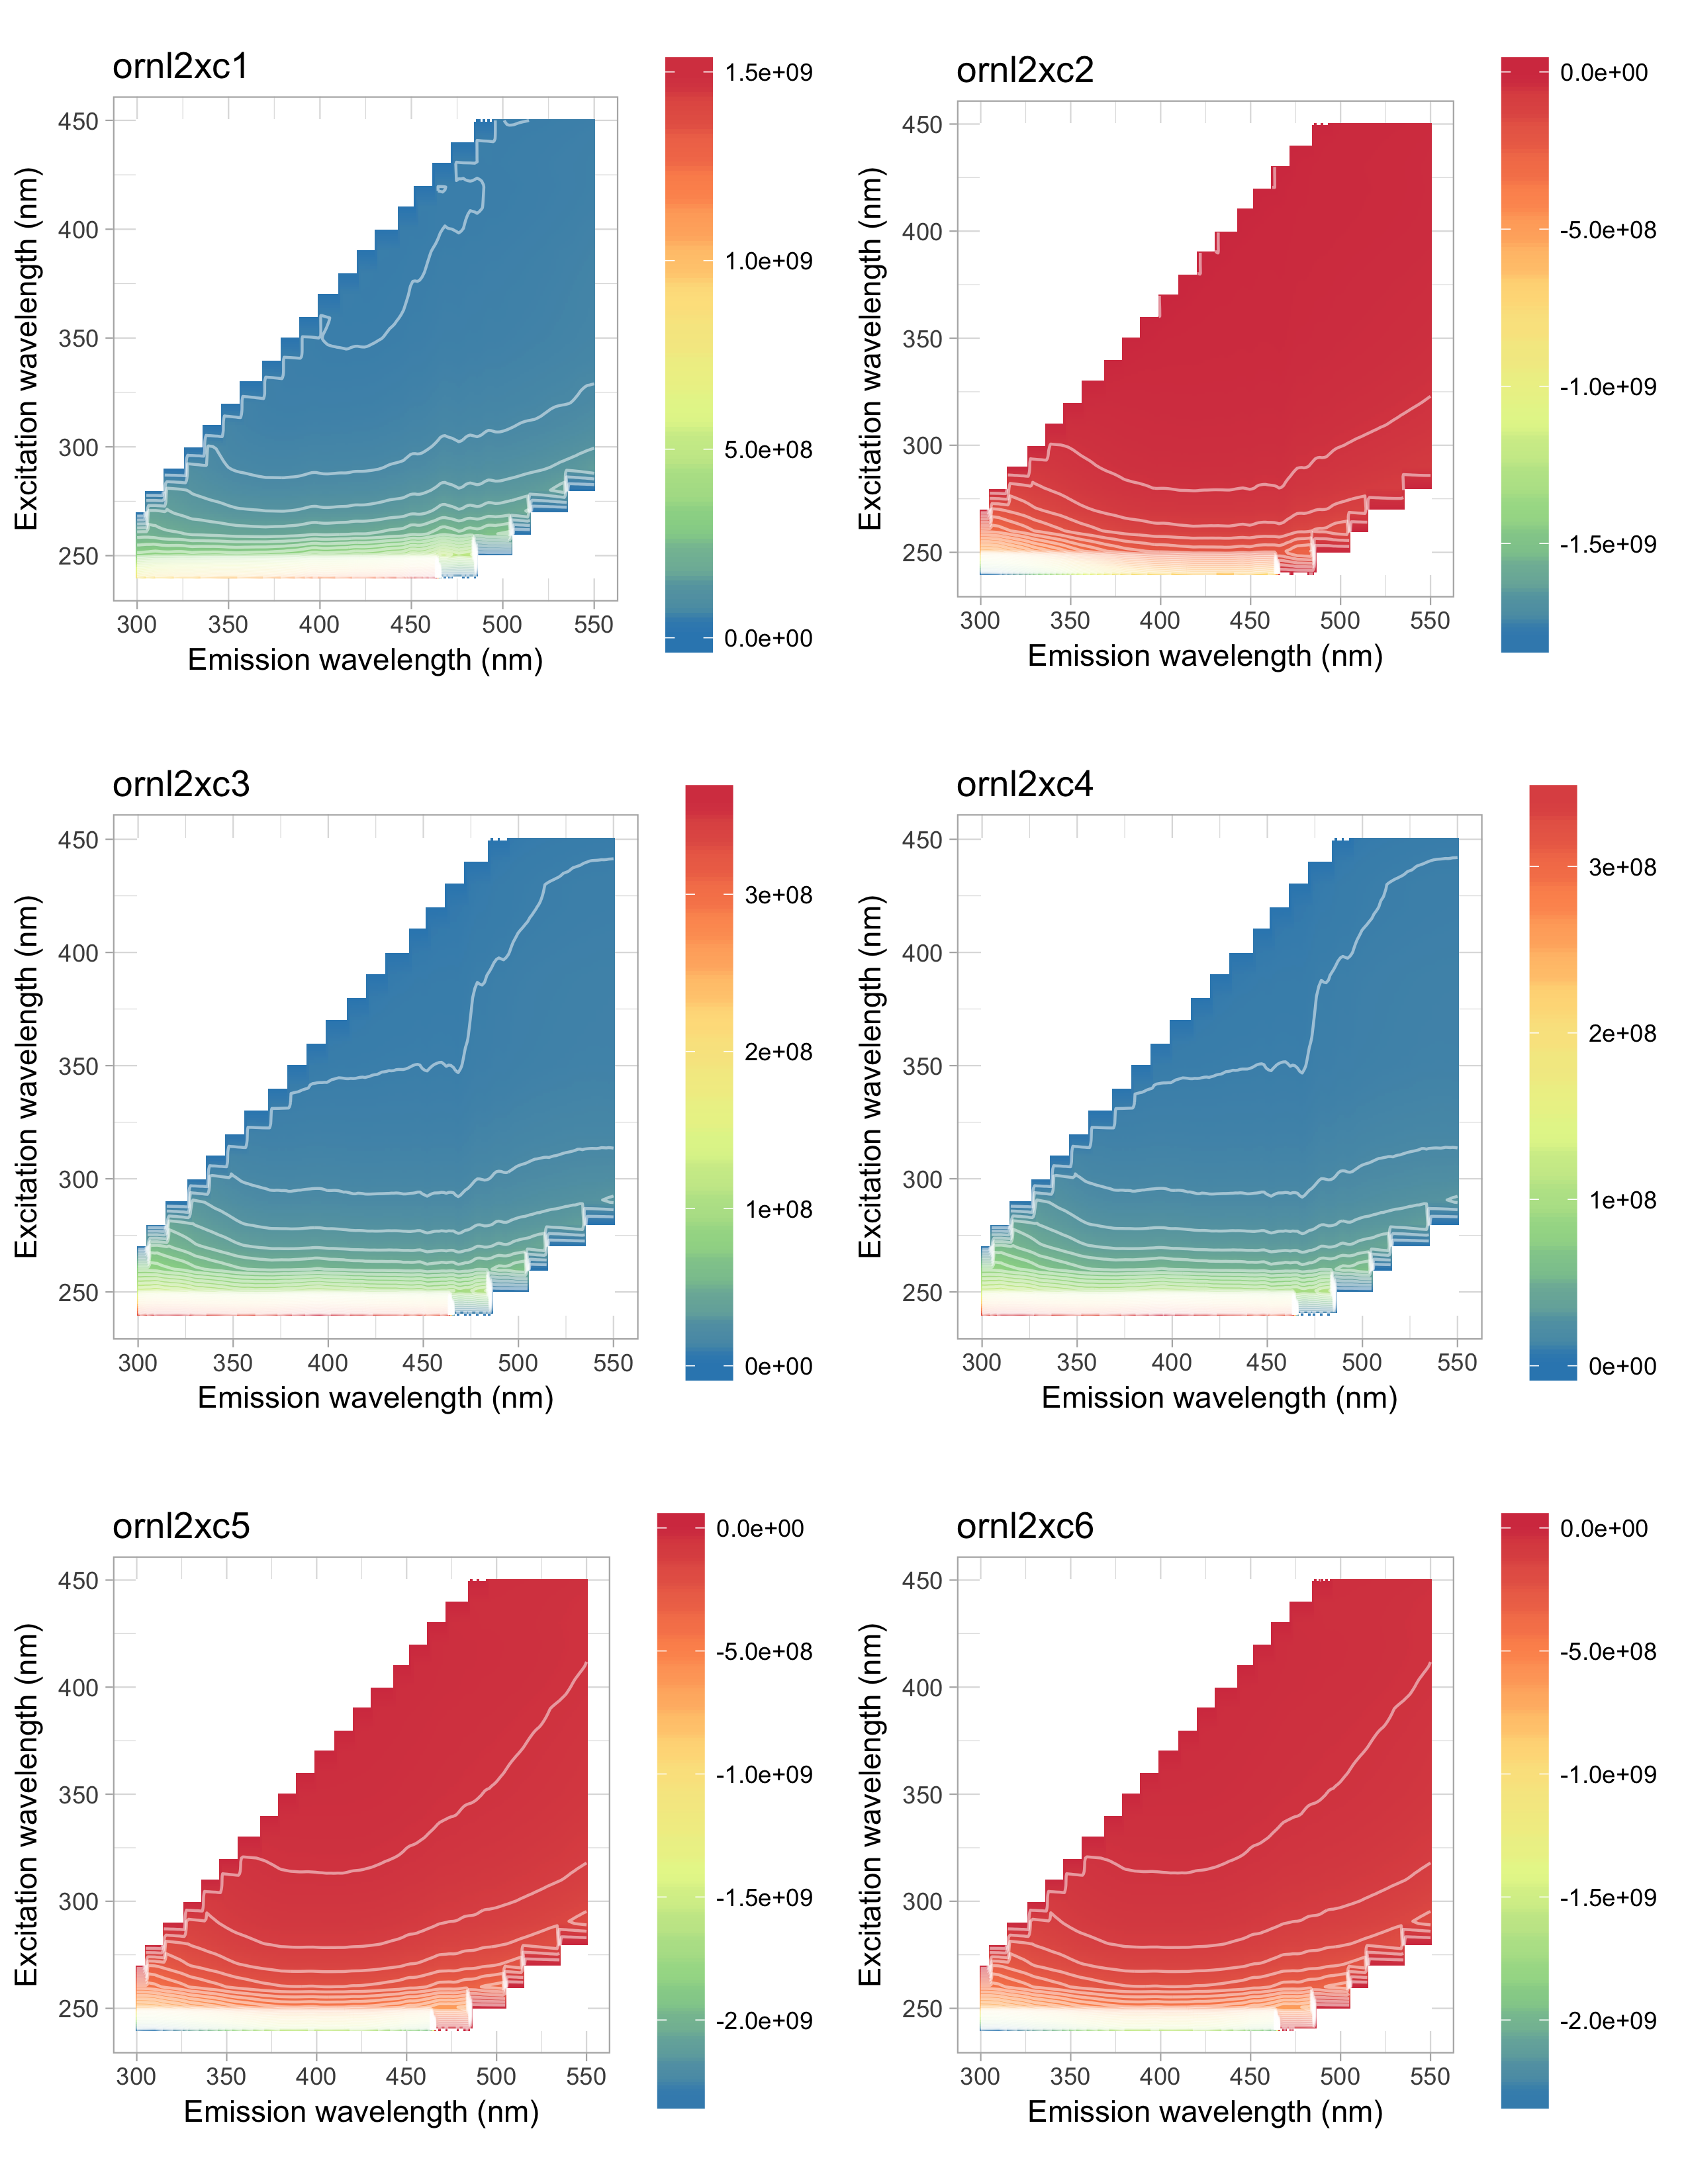 ornl2xc1
Excitation wavelength (nm)
450
400
350
300
250
300 350 400 450 500 550
Emission wavelength (nm)
1.5e+09
1.0e+09
5.0e+08
0.0e+00
ornl2xc2
Excitation wavelength (nm)
450
400
350
300
250
300 350 400 450 500 550
Emission wavelength (nm)
0.0e+00
-5.0e+08
-1.0e+09
-1.5e+09
ornl2xc3
Excitation wavelength (nm)
450
400
350
300
250
300 350 400 450 500 550
Emission wavelength (nm)
3e+08
2e+08
1e+08
0e+00
ornl2xc4
Excitation wavelength (nm)
450
400
350
300
250
300 350 400 450 500 550
Emission wavelength (nm)
3e+08
2e+08
1e+08
0e+00
ornl2xc5
Excitation wavelength (nm)
450
400
350
300
250
300 350 400 450 500 550
Emission wavelength (nm)
0.0e+00
-5.0e+08
-1.0e+09
-1.5e+09
-2.0e+09
ornl2xc6
Excitation wavelength (nm)
450
400
350
300
250
300 350 400 450 500 550
Emission wavelength (nm)
0.0e+00
-5.0e+08
-1.0e+09
-1.5e+09
-2.0e+09